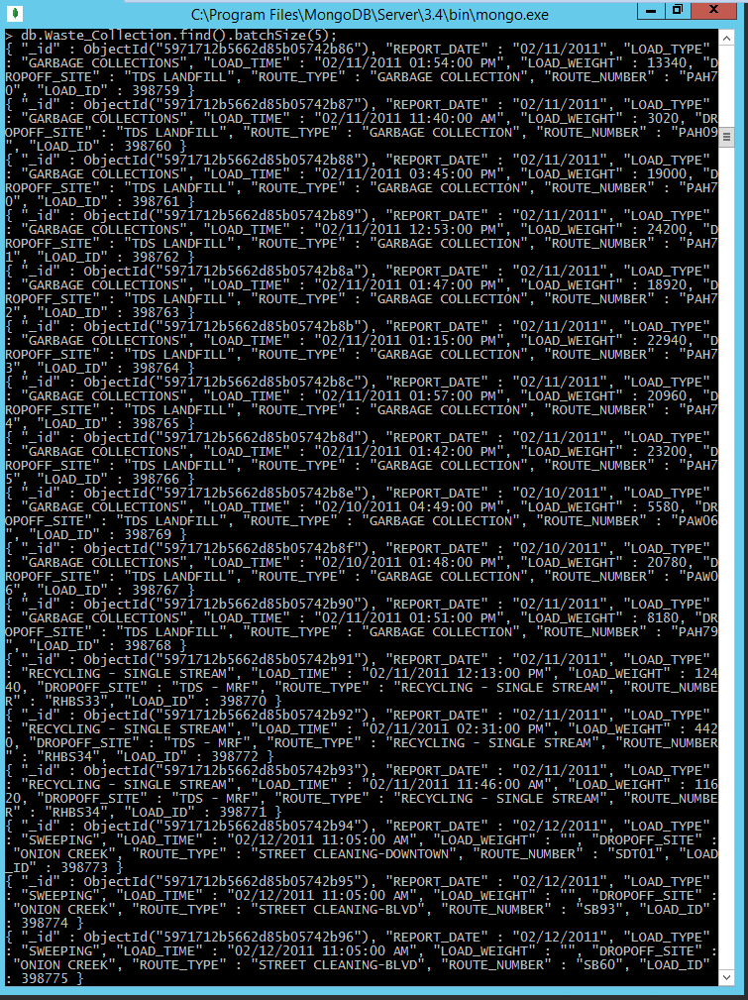 C:\Program Files\MongoDB\Server\3.4\bin\mongo.exe
> db.Waste_Collection.find().batchSize(5);
{ "_id" : ObjectId("5971712b5662d85b05742b86"), "REPORT_DATE" : "02/11/2011", "LOAD_TYPE"
: "GARBAGE COLLECTIONS", "LOAD_TIME" : "02/11/2011 01:54:00 PM", "LOAD_WEIGHT" : 13340, "D
ROPOFF_SITE" : "TDS LANDFILL", "ROUTE_TYPE" : "GARBAGE COLLECTION", "ROUTE_NUMBER" : "PAH7
0", "LOAD_ID" : 398759 }
{ "_id" : ObjectId("5971712b5662d85b05742b87"), "REPORT_DATE" : "02/11/2011", "LOAD_TYPE"
: "GARBAGE COLLECTIONS", "LOAD_TIME" : "02/11/2011 11:40:00 AM", "LOAD_WEIGHT" : 3020, "DR
OPOFF_SITE" : "TDS LANDFILL", "ROUTE_TYPE" : "GARBAGE COLLECTION", "ROUTE_NUMBER" : "PAH09
", "LOAD_ID" : 398760 }
{ "_id" : ObjectId("5971712b5662d85b05742b88"), "REPORT_DATE" : "02/11/2011", "LOAD_TYPE"
: "GARBAGE COLLECTIONS", "LOAD_TIME" : "02/11/2011 03:45:00 PM", "LOAD_WEIGHT" : 19000, "D
ROPOFF_SITE" : "TDS LANDFILL", "ROUTE_TYPE" : "GARBAGE COLLECTION", "ROUTE_NUMBER" : "PAH7
0", "LOAD_ID" : 398761 }
{ "_id" : ObjectId("5971712b5662d85b05742b89"), "REPORT_DATE" : "02/11/2011", "LOAD_TYPE"
: "GARBAGE COLLECTIONS", "LOAD_TIME" : "02/11/2011 12:53:00 PM", "LOAD_WEIGHT" : 24200, "D
ROPOFF_SITE" : "TDS LANDFILL", "ROUTE_TYPE" : "GARBAGE COLLECTION", "ROUTE_NUMBER" : "PAH7
1", "LOAD_ID" : 398762 }
{ "_id" : ObjectId("5971712b5662d85b05742b8a"), "REPORT_DATE" : "02/11/2011", "LOAD_TYPE"
: "GARBAGE COLLECTIONS", "LOAD_TIME" : "02/11/2011 01:47:00 PM", "LOAD_WEIGHT" : 18920, "D
ROPOFF_SITE" : "TDS LANDFILL", "ROUTE_TYPE" : "GARBAGE COLLECTION", "ROUTE_NUMBER" : "PAH7
2", "LOAD_ID" : 398763 }
{ "_id" : ObjectId("5971712b5662d85b05742b8b"), "REPORT_DATE" : "02/11/2011", "LOAD_TYPE"
: "GARBAGE COLLECTIONS", "LOAD_TIME" : "02/11/2011 01:15:00 PM", "LOAD_WEIGHT" : 22940, "D
ROPOFF_SITE" : "TDS LANDFILL", "ROUTE_TYPE" : "GARBAGE COLLECTION", "ROUTE_NUMBER" : "PAH7
3", "LOAD_ID" : 398764 }
{ "_id" : ObjectId("5971712b5662d85b05742b8c"), "REPORT_DATE" : "02/11/2011", "LOAD_TYPE"
: "GARBAGE COLLECTIONS", "LOAD_TIME" : "02/11/2011 01:57:00 PM", "LOAD_WEIGHT" : 20960, "D
ROPOFF_SITE" : "TDS LANDFILL", "ROUTE_TYPE" : "GARBAGE COLLECTION", "ROUTE_NUMBER" : "PAH7
4", "LOAD_ID" : 398765 }
{ "_id" : ObjectId("5971712b5662d85b05742b8d"), "REPORT_DATE" : "02/11/2011", "LOAD_TYPE"
: "GARBAGE COLLECTIONS", "LOAD_TIME" : "02/11/2011 01:42:00 PM", "LOAD_WEIGHT" : 23200, "D
ROPOFF_SITE" : "TDS LANDFILL", "ROUTE_TYPE" : "GARBAGE COLLECTION", "ROUTE_NUMBER" : "PAH7
5", "LOAD_ID" : 398766 }
{ "_id" : ObjectId("5971712b5662d85b05742b8e"), "REPORT_DATE" : "02/10/2011", "LOAD_TYPE"
: "GARBAGE COLLECTIONS", "LOAD_TIME" : "02/10/2011 04:49:00 PM", "LOAD_WEIGHT" : 5580, "DR
OPOFF_SITE" : "TDS LANDFILL", "ROUTE_TYPE" : "GARBAGE COLLECTION", "ROUTE_NUMBER" : "PAW06
", "LOAD_ID" : 398769 }
{ "_id" : ObjectId("5971712b5662d85b05742b8f"), "REPORT_DATE" : "02/10/2011", "LOAD_TYPE"
: "GARBAGE COLLECTIONS", "LOAD_TIME" : "02/10/2011 01:48:00 PM", "LOAD_WEIGHT" : 20780, "D
ROPOFF_SITE" : "TDS LANDFILL", "ROUTE_TYPE" : "GARBAGE COLLECTION", "ROUTE_NUMBER" : "PAW0
6", "LOAD_ID" : 398767 }
{ "_id" : ObjectId("5971712b5662d85b05742b90"), "REPORT_DATE" : "02/11/2011", "LOAD_TYPE"
: "GARBAGE COLLECTIONS", "LOAD_TIME" : "02/11/2011 01:51:00 PM", "LOAD_WEIGHT" : 8180, "DR
OPOFF_SITE" : "TDS LANDFILL", "ROUTE_TYPE" : "GARBAGE COLLECTION", "ROUTE_NUMBER" : "PAH79
", "LOAD_ID" : 398768 }
{ "_id" : ObjectId("5971712b5662d85b05742b91"), "REPORT_DATE" : "02/11/2011", "LOAD_TYPE"
: "RECYCLING - SINGLE STREAM", "LOAD_TIME" : "02/11/2011 12:13:00 PM", "LOAD_WEIGHT" : 124
40, "DROPOFF_SITE" : "TDS - MRF", "ROUTE_TYPE" : "RECYCLING - SINGLE STREAM", "ROUTE_NUMBE
R" : "RHBS33", "LOAD_ID" : 398770 }
{ "_id" : ObjectId("5971712b5662d85b05742b92"), "REPORT_DATE" : "02/11/2011", "LOAD_TYPE"
: "RECYCLING - SINGLE STREAM", "LOAD_TIME" : "02/11/2011 02:31:00 PM", "LOAD_WEIGHT" : 442
0, "DROPOFF_SITE" : "TDS - MRF", "ROUTE_TYPE" : "RECYCLING - SINGLE STREAM", "ROUTE_NUMBER
" : "RHBS34", "LOAD_ID" : 398772 }
{ "_id" : ObjectId("5971712b5662d85b05742b93"), "REPORT_DATE" : "02/11/2011", "LOAD_TYPE"
: "RECYCLING - SINGLE STREAM", "LOAD_TIME" : "02/11/2011 11:46:00 AM", "LOAD_WEIGHT" : 116
20, "DROPOFF_SITE" : "TDS - MRF", "ROUTE_TYPE" : "RECYCLING - SINGLE STREAM", "ROUTE_NUMBE
R" : "RHBS34", "LOAD_ID" : 398771 }
{ "_id" : ObjectId("5971712b5662d85b05742b94"), "REPORT_DATE" : "02/12/2011", "LOAD_TYPE"
: "SWEEPING", "LOAD_TIME" : "02/12/2011 11:05:00 AM", "LOAD_WEIGHT" : "", "DROPOFF_SITE" :
"ONION CREEK", "ROUTE_TYPE" : "STREET CLEANING-DOWNTOWN", "ROUTE_NUMBER" : "SDT01", "LOAD
_ID" : 398773 }
{ "_id" : ObjectId("5971712b5662d85b05742b95"), "REPORT_DATE" : "02/12/2011", "LOAD_TYPE"
: "SWEEPING", "LOAD_TIME" : "02/12/2011 11:05:00 AM", "LOAD_WEIGHT" : "", "DROPOFF_SITE" :
"ONION CREEK", "ROUTE_TYPE" : "STREET CLEANING-BLVD", "ROUTE_NUMBER" : "SB93", "LOAD_ID"
: 398774 }
{ "_id" : ObjectId("5971712b5662d85b05742b96"), "REPORT_DATE" : "02/12/2011", "LOAD_TYPE"
: "SWEEPING", "LOAD_TIME" : "02/12/2011 11:05:00 AM", "LOAD_WEIGHT" : "", "DROPOFF_SITE" :
"ONION CREEK", "ROUTE_TYPE" : "STREET CLEANING-BLVD", "ROUTE_NUMBER" : "SB60", "LOAD_ID"
: 398775 }